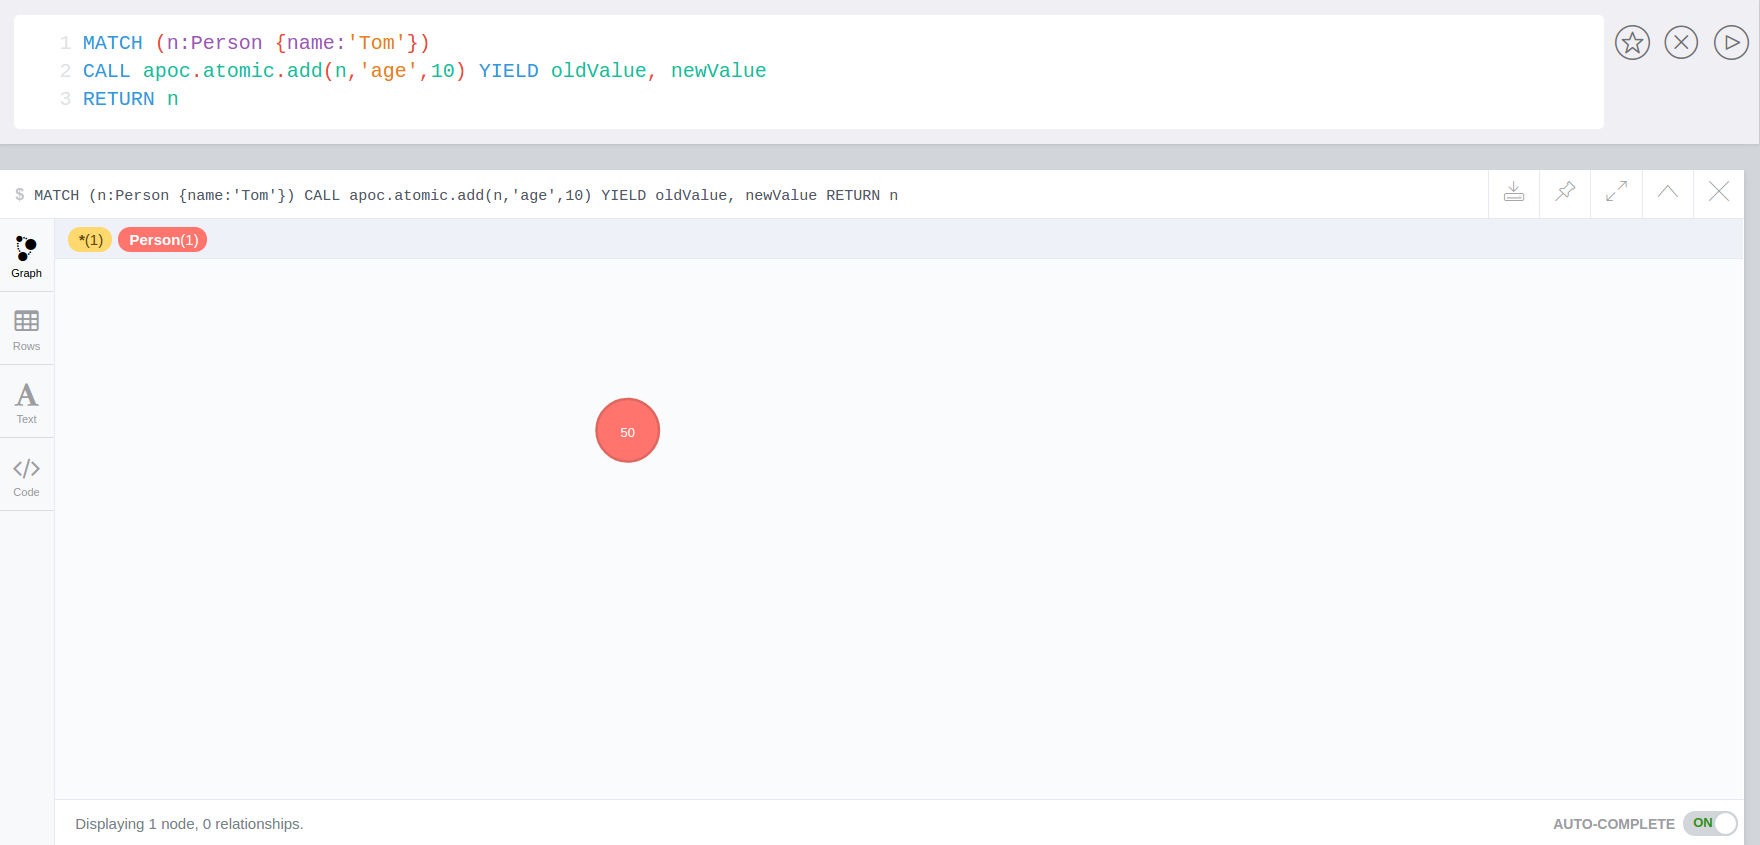 1 MATCH (n:Person {name:'Tom'})
2 CALL apoc.atomic.add(n,'age',10) YIELD oldValue, newValue
3 RETURN n
$ MATCH (n:Person {name:'Tom'}) CALL apoc.atomic.add(n,'age',10) YIELD oldValue, newValue RETURN n
*(1) Person(1)
Graph
Rows
A
Text
</>
Code
50
Displaying 1 node, 0 relationships.
AUTO-COMPLETE ON